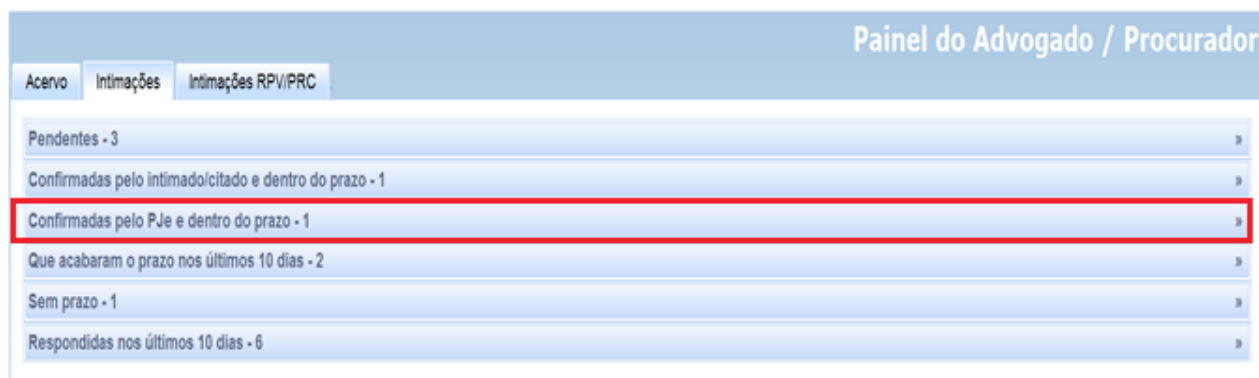 Painel do Advogado / Procurador
Acervo Intimações Intimações RPV/PRC
Pendentes - 3 »
Confirmadas pelo intimado/citado e dentro do prazo - 1 »
Confirmadas pelo PJe e dentro do prazo - 1 »
Que acabaram o prazo nos últimos 10 dias - 2 »
Sem prazo - 1 »
Respondidas nos últimos 10 dias - 6 »